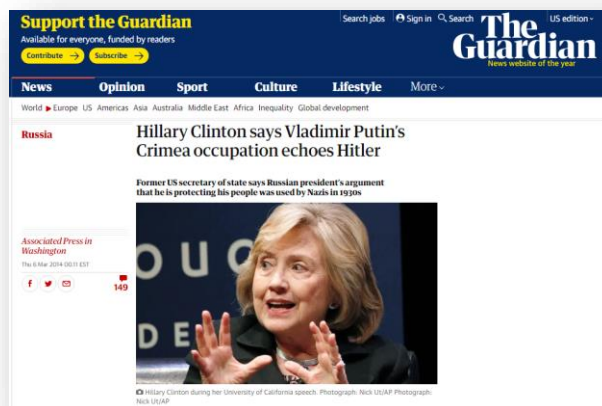 Support the Guardian
Available for everyone, funded by readers
Contribute → Subscribe →
Search jobs Sign in Search US edition
The Guardian
News website of the year
News Opinion Sport Culture Lifestyle More
World Europe US Americas Asia Australia Middle East Africa Inequality Global development
Russia
Hillary Clinton says Vladimir Putin's
Crimea occupation echoes Hitler
Former US secretary of state says Russian president's argument
that he is protecting his people was used by Nazis in 1930s
Associated Press in
Washington
Thu 6 Mar 2014 00.11 EST
149
OUG
DE
Hillary Clinton during her University of California speech. Photograph: Nick Ut/AP Photograph:
Nick Ut/AP